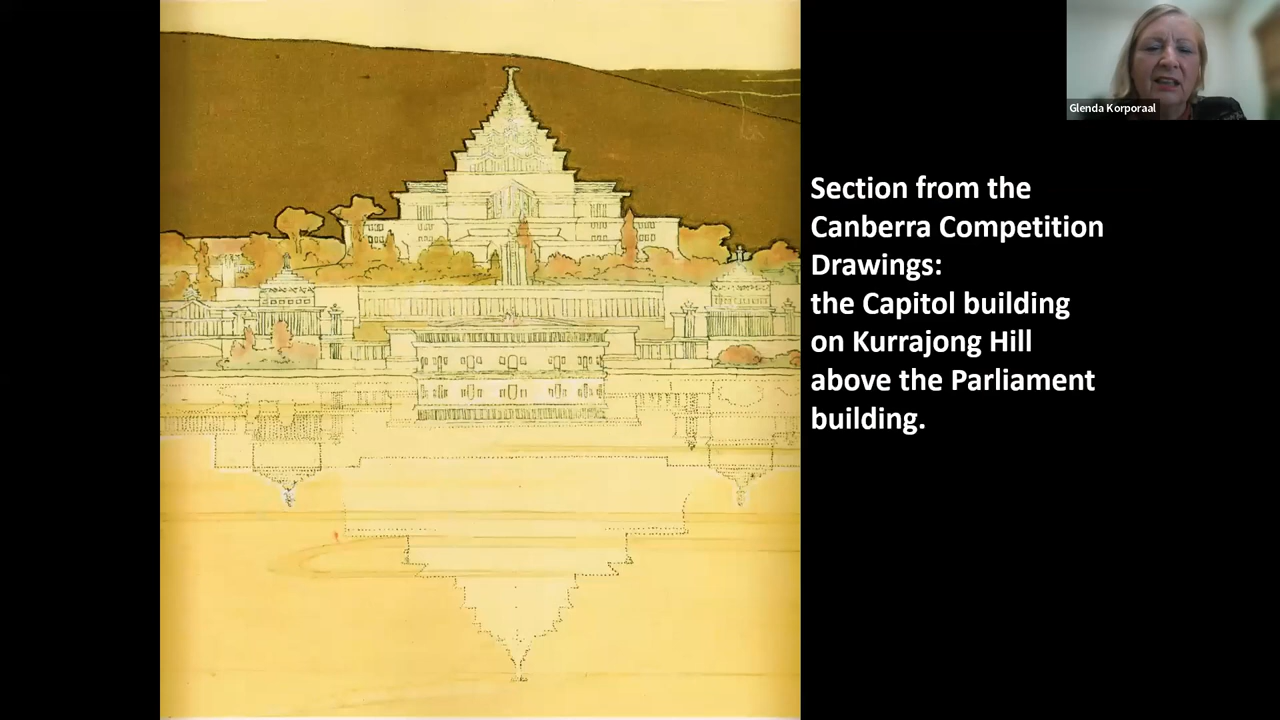 Glenda Korporaal
Section from the
Canberra Competition
Drawings:
the Capitol building
on Kurrajong Hill
above the Parliament
building.